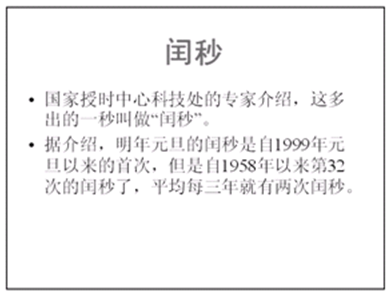 闰秒
• 国家授时中心科技处的专家介绍，这多
出的一秒叫做“闰秒”。
• 据介绍，明年元旦的闰秒是自1999年元
旦以来的首次，但是自1958年以来第32
次的闰秒了，平均每三年就有两次闰秒。